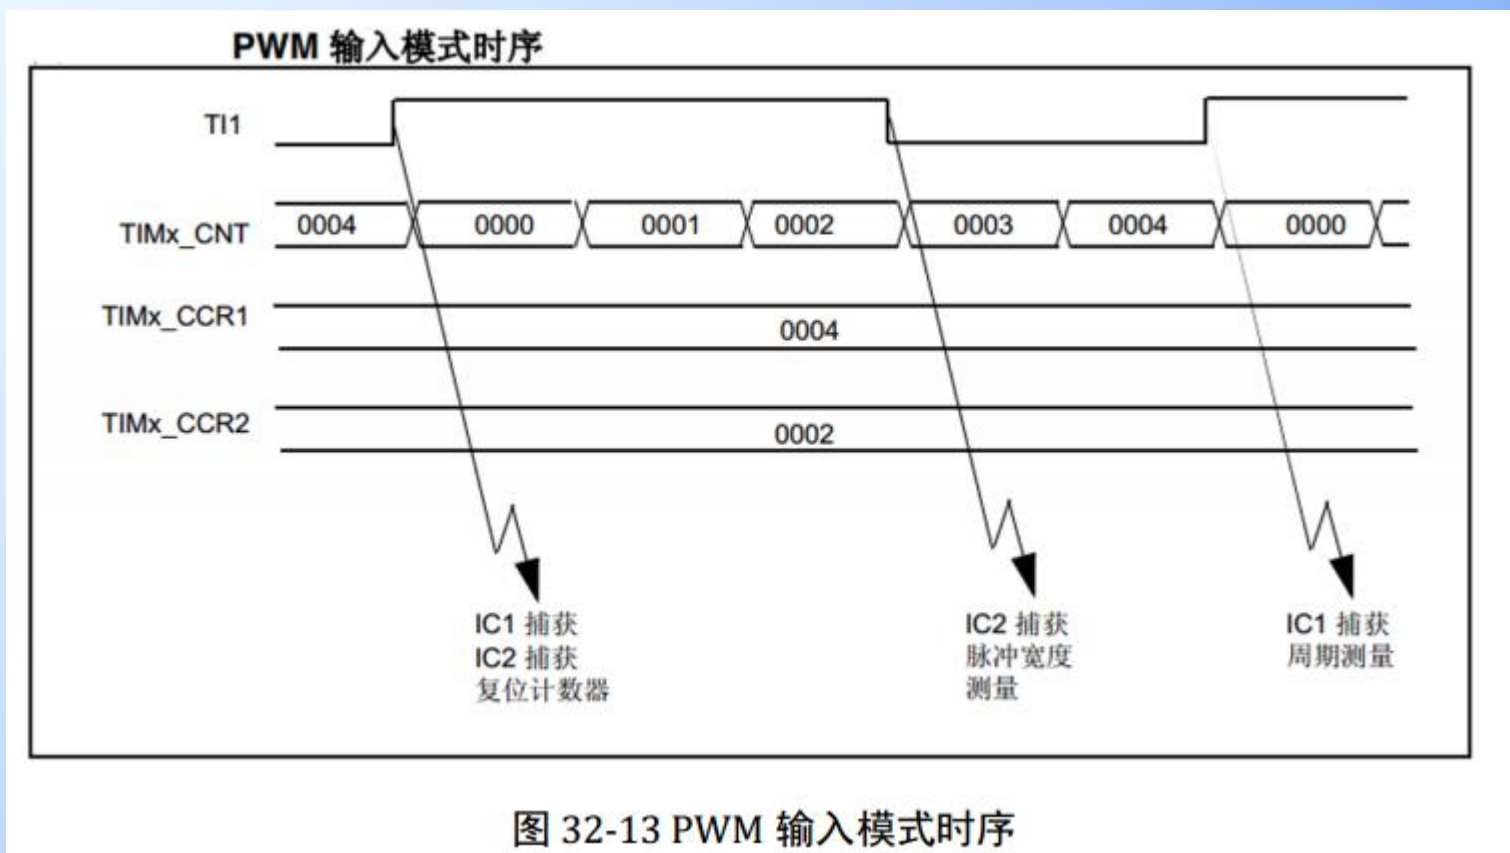 PWM 输入模式时序
TI1
TIMx_CNT 0004 0000 0001 0002 0003 0004 0000
TIMx_CCR1 0004
TIMx_CCR2 0002
IC1 捕获
IC2 捕获
复位计数器
IC2 捕获
脉冲宽度
测量
IC1 捕获
周期测量
图 32-13 PWM 输入模式时序